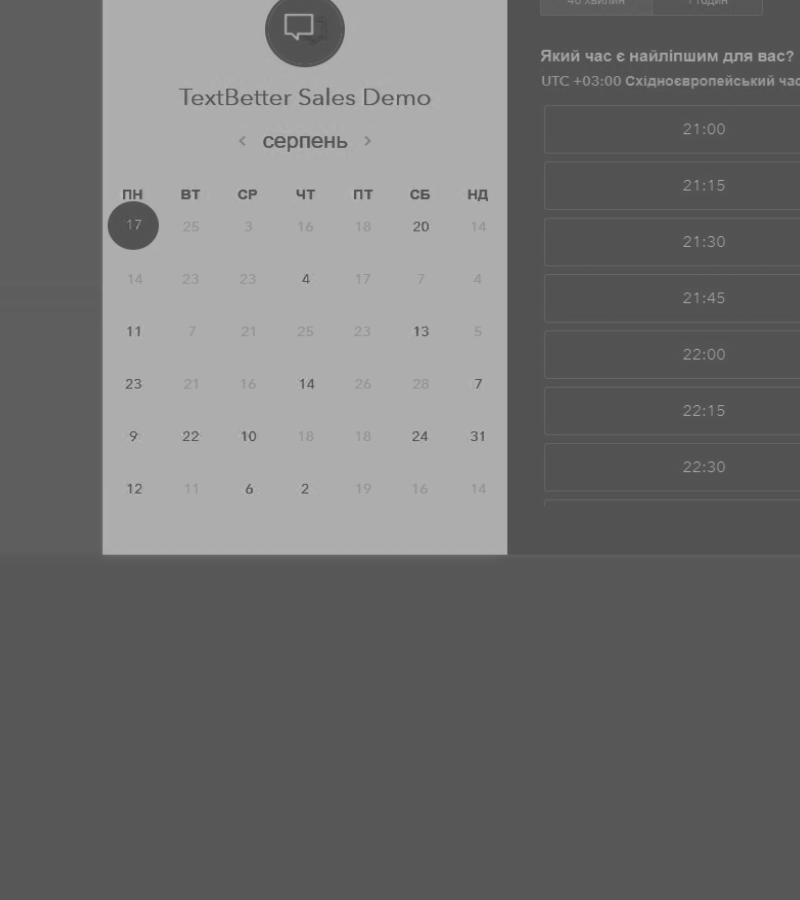 40 хвилин 1 годин
TextBetter Sales Demo
< серпень >
ПН ВТ СР ЧТ ПТ СБ НД
17 25 3 16 18 20 14
14 23 23 4 17 7 4
11 7 21 25 23 13 5
23 21 16 14 26 28 7
9 22 10 18 18 24 31
12 11 6 2 19 16 14
Який час є найліпшим для вас?
UTC +03:00 Східноєвропейський час
21:00
21:15
21:30
21:45
22:00
22:15
22:30